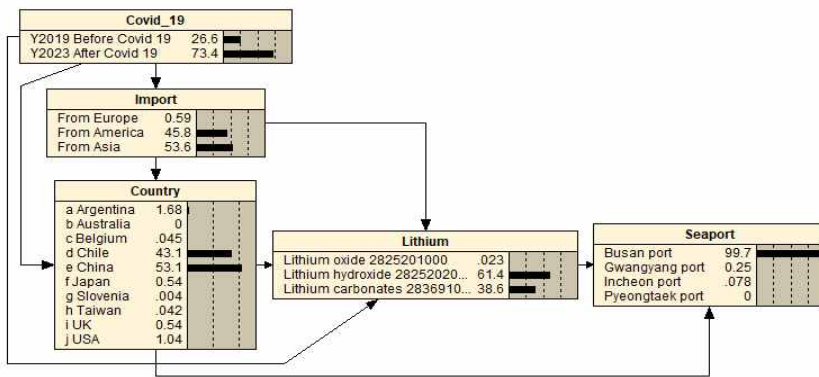 Covid_19
Y2019 Before Covid 19 26.6
Y2023 After Covid 19 73.4
Import
From Europe 0.59
From America 45.8
From Asia 53.6
Country
a Argentina 1.68
b Australia 0
c Belgium .045
d Chile 43.1
e China 53.1
f Japan 0.54
g Slovenia .004
h Taiwan .042
i UK 0.54
j USA 1.04
Lithium
Lithium oxide 2825201000 .023
Lithium hydroxide 28252020... 61.4
Lithium carbonates 2836910... 38.6
Seaport
Busan port 99.7
Gwangyang port 0.25
Incheon port .078
Pyeongtaek port 0